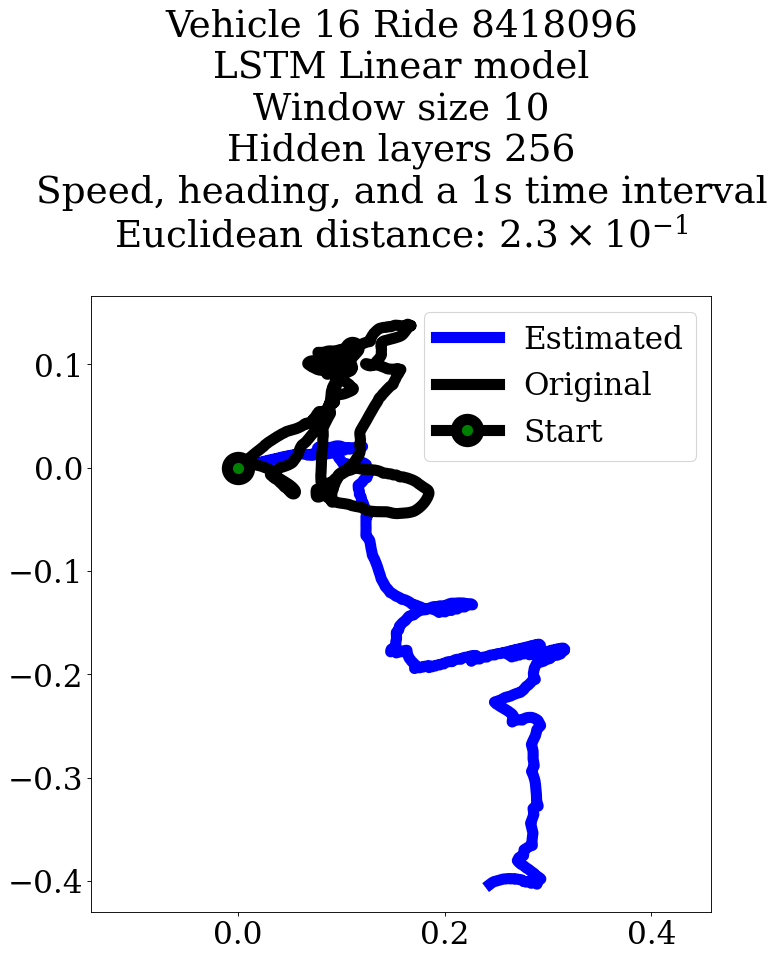 Vehicle 16 Ride 8418096
LSTM Linear model
Window size 10
Hidden layers 256
Speed, heading, and a 1s time interval
Euclidean distance: 2.3 × 10⁻¹
Estimated
Original
Start
0.1
0.0
−0.1
−0.2
−0.3
−0.4
0.0 0.2 0.4